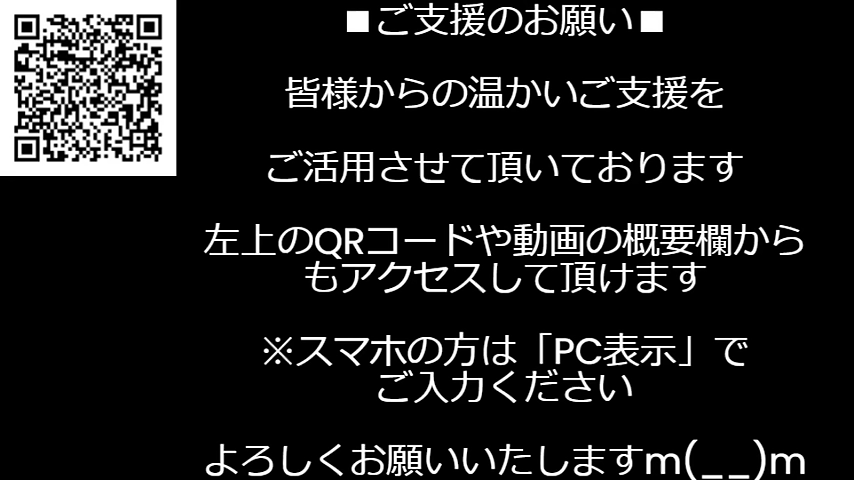 ■ご支援のお願い■
皆様からの温かいご支援を
ご活用させて頂いております
左上のQRコードや動画の概要欄から
もアクセスして頂けます
※スマホの方は「PC表示」で
ご入力ください
よろしくお願いいたしますm(__)m